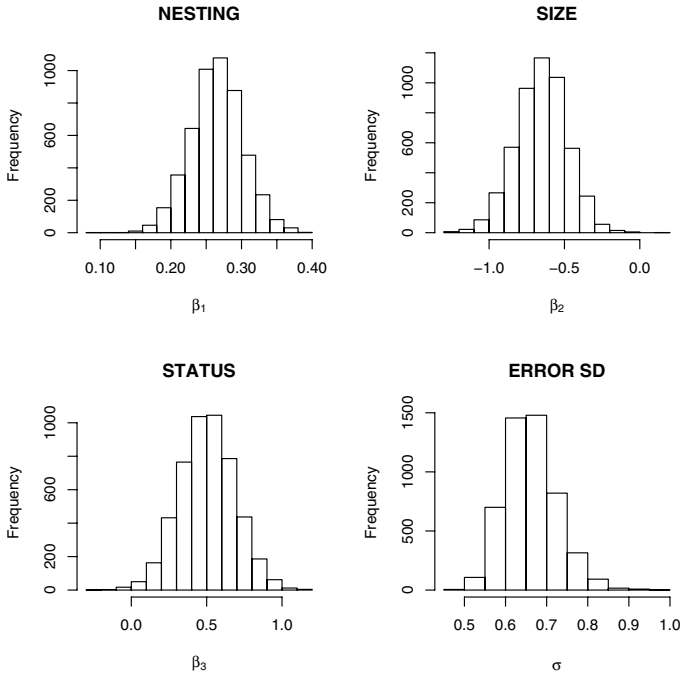 NESTING
Frequency
0 200 600 1000
0.10 0.20 0.30 0.40
β1
SIZE
Frequency
0 200 600 1000
−1.0 −0.5 0.0
β2
STATUS
Frequency
0 200 600 1000
0.0 0.5 1.0
β3
ERROR SD
Frequency
0 500 1000 1500
0.5 0.6 0.7 0.8 0.9 1.0
σ